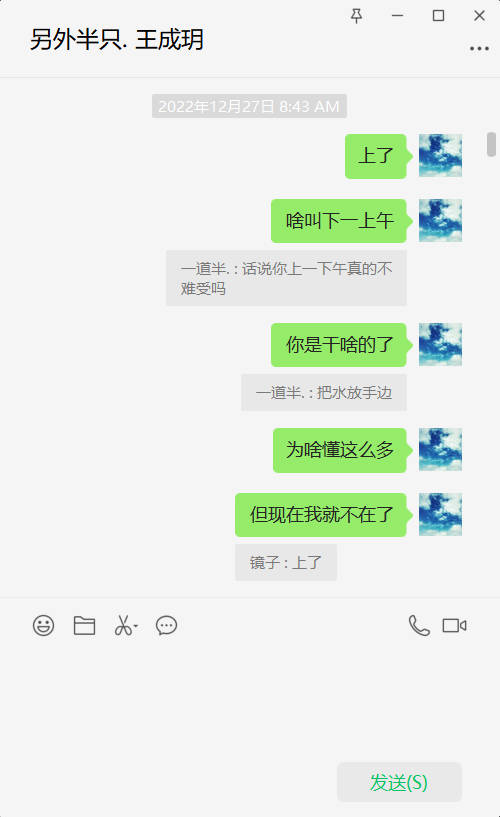 另外半只. 王成玥
2022年12月27日 8:43 AM
上了
啥叫下一上午
一道半. : 话说你上一下午真的不
难受吗
你是干啥的了
一道半. : 把水放手边
为啥懂这么多
但现在我就不在了
镜子 : 上了
发送(S)